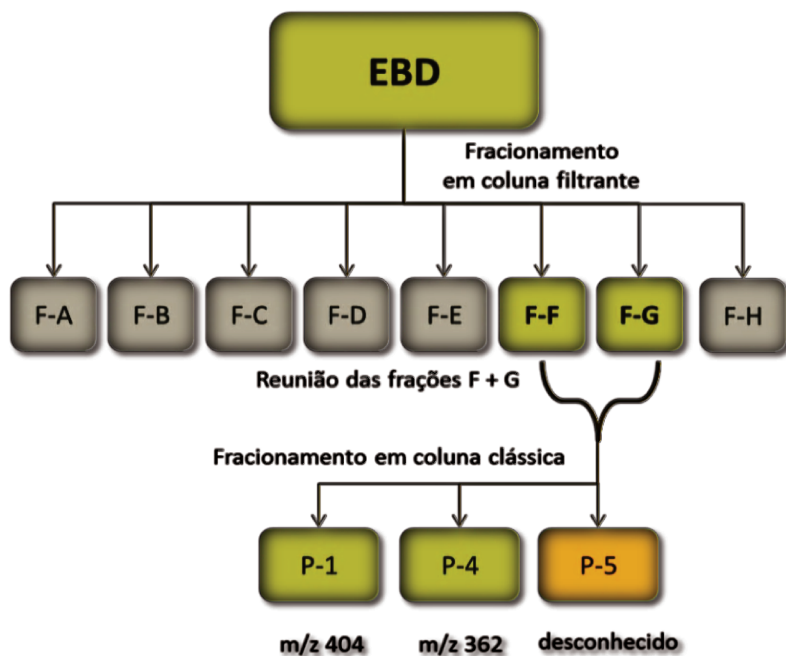 EBD
Fracionamento
em coluna filtrante
F-A F-B F-C F-D F-E F-F F-G F-H
Reunião das frações F + G
Fracionamento em coluna clássica
P-1 P-4 P-5
m/z 404 m/z 362 desconhecido